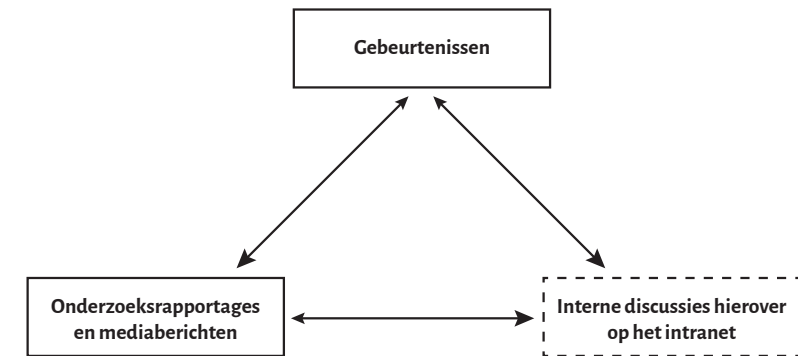 Gebeurtenissen
Onderzoeksrapportages
en mediaberichten
Interne discussies hierover
op het intranet